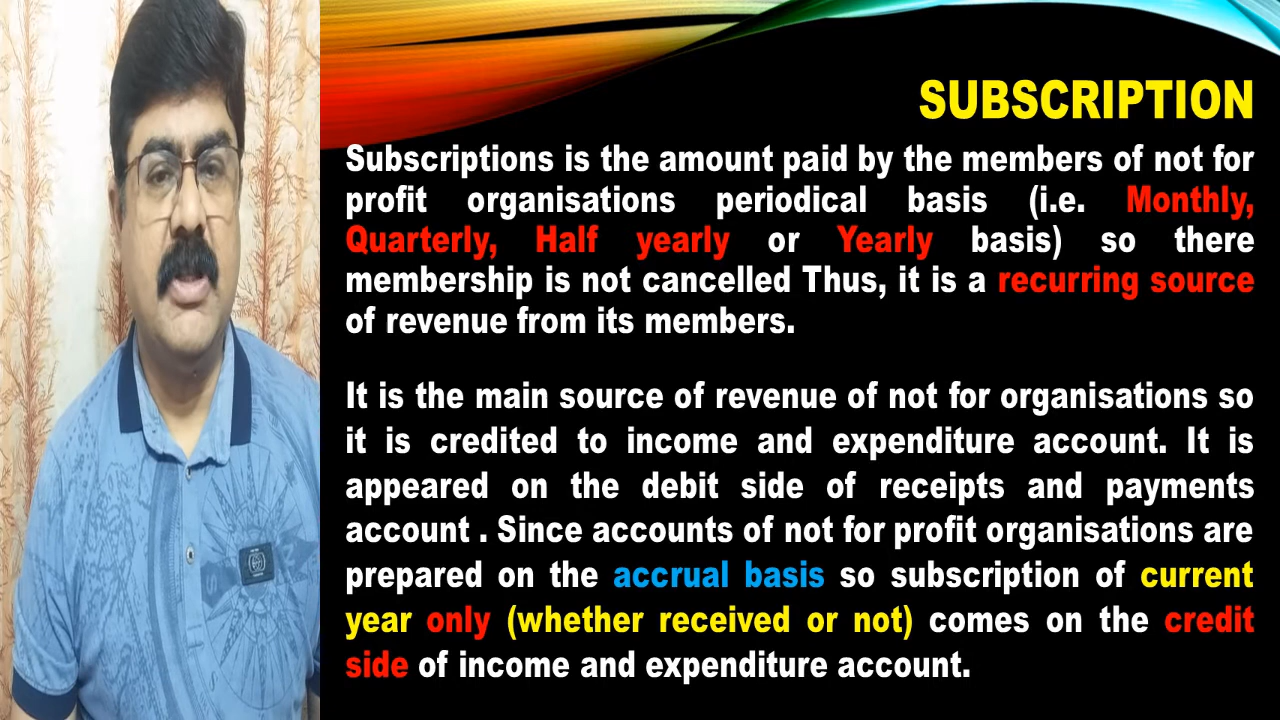 SUBSCRIPTION
Subscriptions is the amount paid by the members of not for
profit organisations periodical basis (i.e. Monthly,
Quarterly, Half yearly or Yearly basis) so there
membership is not cancelled Thus, it is a recurring source
of revenue from its members.
It is the main source of revenue of not for organisations so
it is credited to income and expenditure account. It is
appeared on the debit side of receipts and payments
account . Since accounts of not for profit organisations are
prepared on the accrual basis so subscription of current
year only (whether received or not) comes on the credit
side of income and expenditure account.